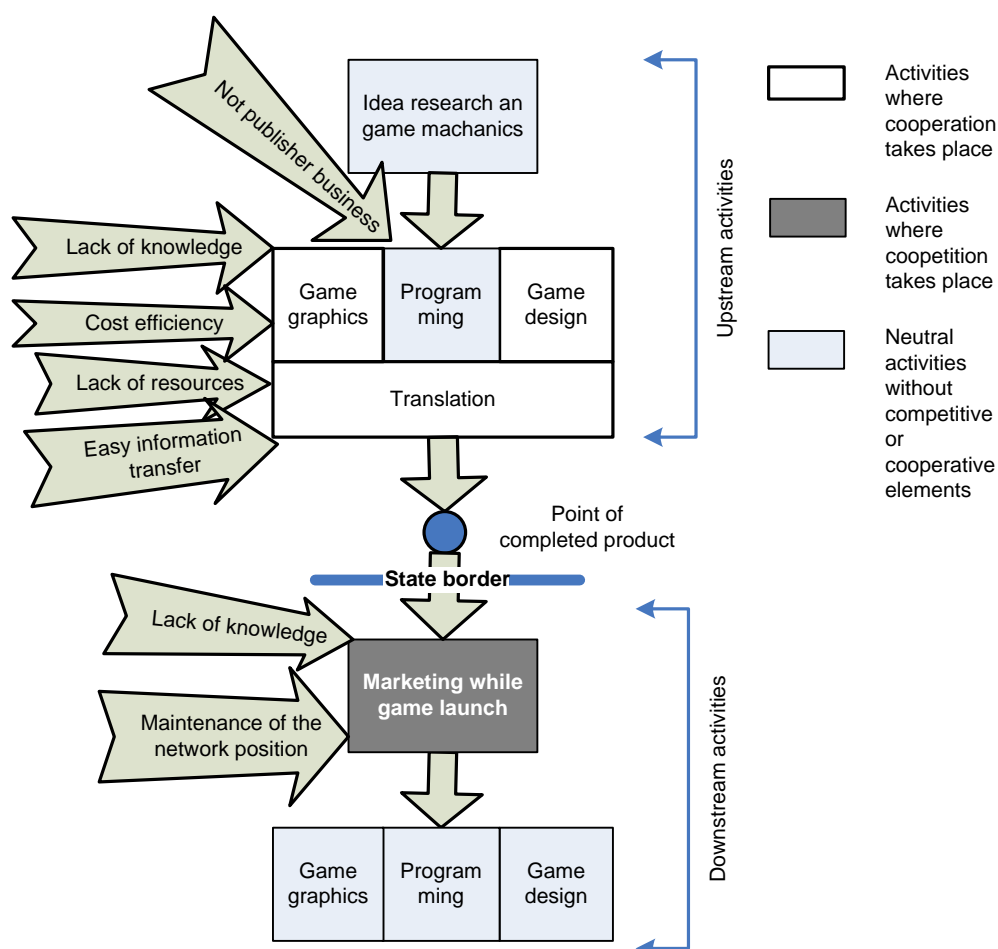 Not publisher business
Idea research an
game machanics
Lack of knowledge
Cost efficiency
Lack of resources
Easy information
transfer
Game
graphics
Program
ming
Game
design
Translation
Point of
completed product
State border
Lack of knowledge
Maintenance of the
network position
Marketing while
game launch
Game
graphics
Program
ming
Game
design
Upstream activities
Downstream activities
Activities
where
cooperation
takes place
Activities
where
coopetition
takes place
Neutral
activities
without
competitive
or
cooperative
elements